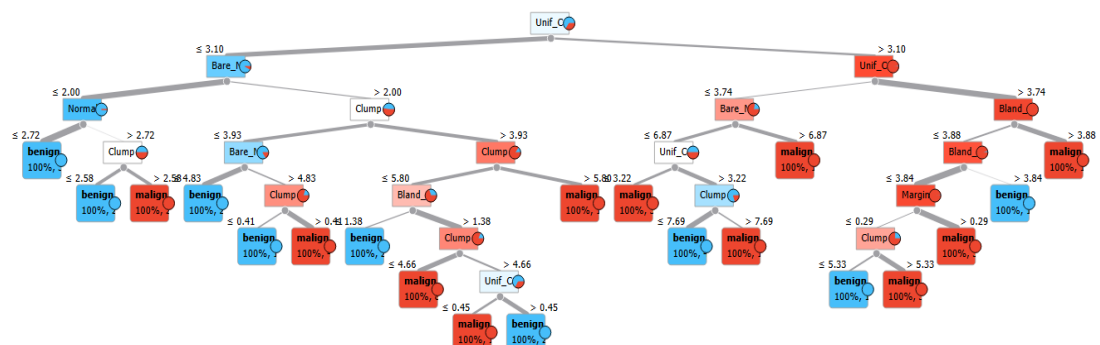 Unif_C
≤ 3.10
> 3.10
Bare_N
Unif_C
≤ 2.00
> 2.00
≤ 3.74
> 3.74
Norma
Clump
Bare_N
Bland_
≤ 2.72
> 2.72
≤ 3.93
> 3.93
≤ 6.87
> 6.87
≤ 3.88
> 3.88
benign
100%,
Clump
Bare_N
Clump
Unif_C
malign
100%,
Bland_
malign
100%,
≤ 2.58
> 2.58
4.83
> 4.83
≤ 5.80
> 5.80
3.22
> 3.22
≤ 3.84
> 3.84
benign
100%,
malign
100%,
benign
100%,
Clump
Bland_
malign
100%,
malign
100%,
Clump
Margin
benign
100%,
≤ 0.41
> 0.41
1.38
> 1.38
≤ 7.69
> 7.69
≤ 0.29
> 0.29
benign
100%,
malign
100%,
benign
100%,
Clump
benign
100%,
malign
100%,
Clump
malign
100%,
≤ 4.66
> 4.66
≤ 5.33
> 5.33
malign
100%,
Unif_C
benign
100%,
malign
100%,
≤ 0.45
> 0.45
malign
100%,
benign
100%,